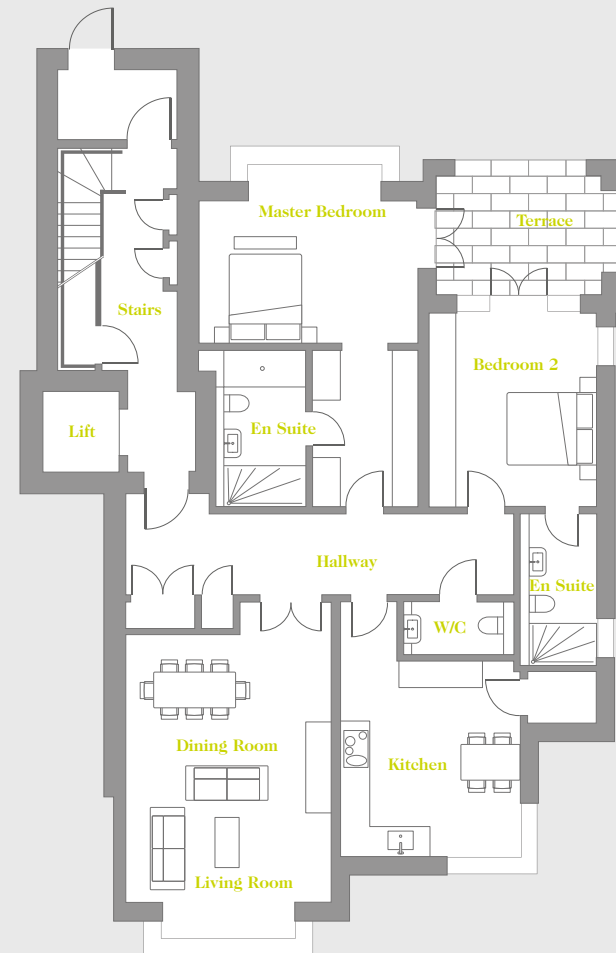 Master Bedroom
Terrace
Stairs
Bedroom 2
Lift
En Suite
Hallway
En Suite
W/C
Dining Room
Kitchen
Living Room